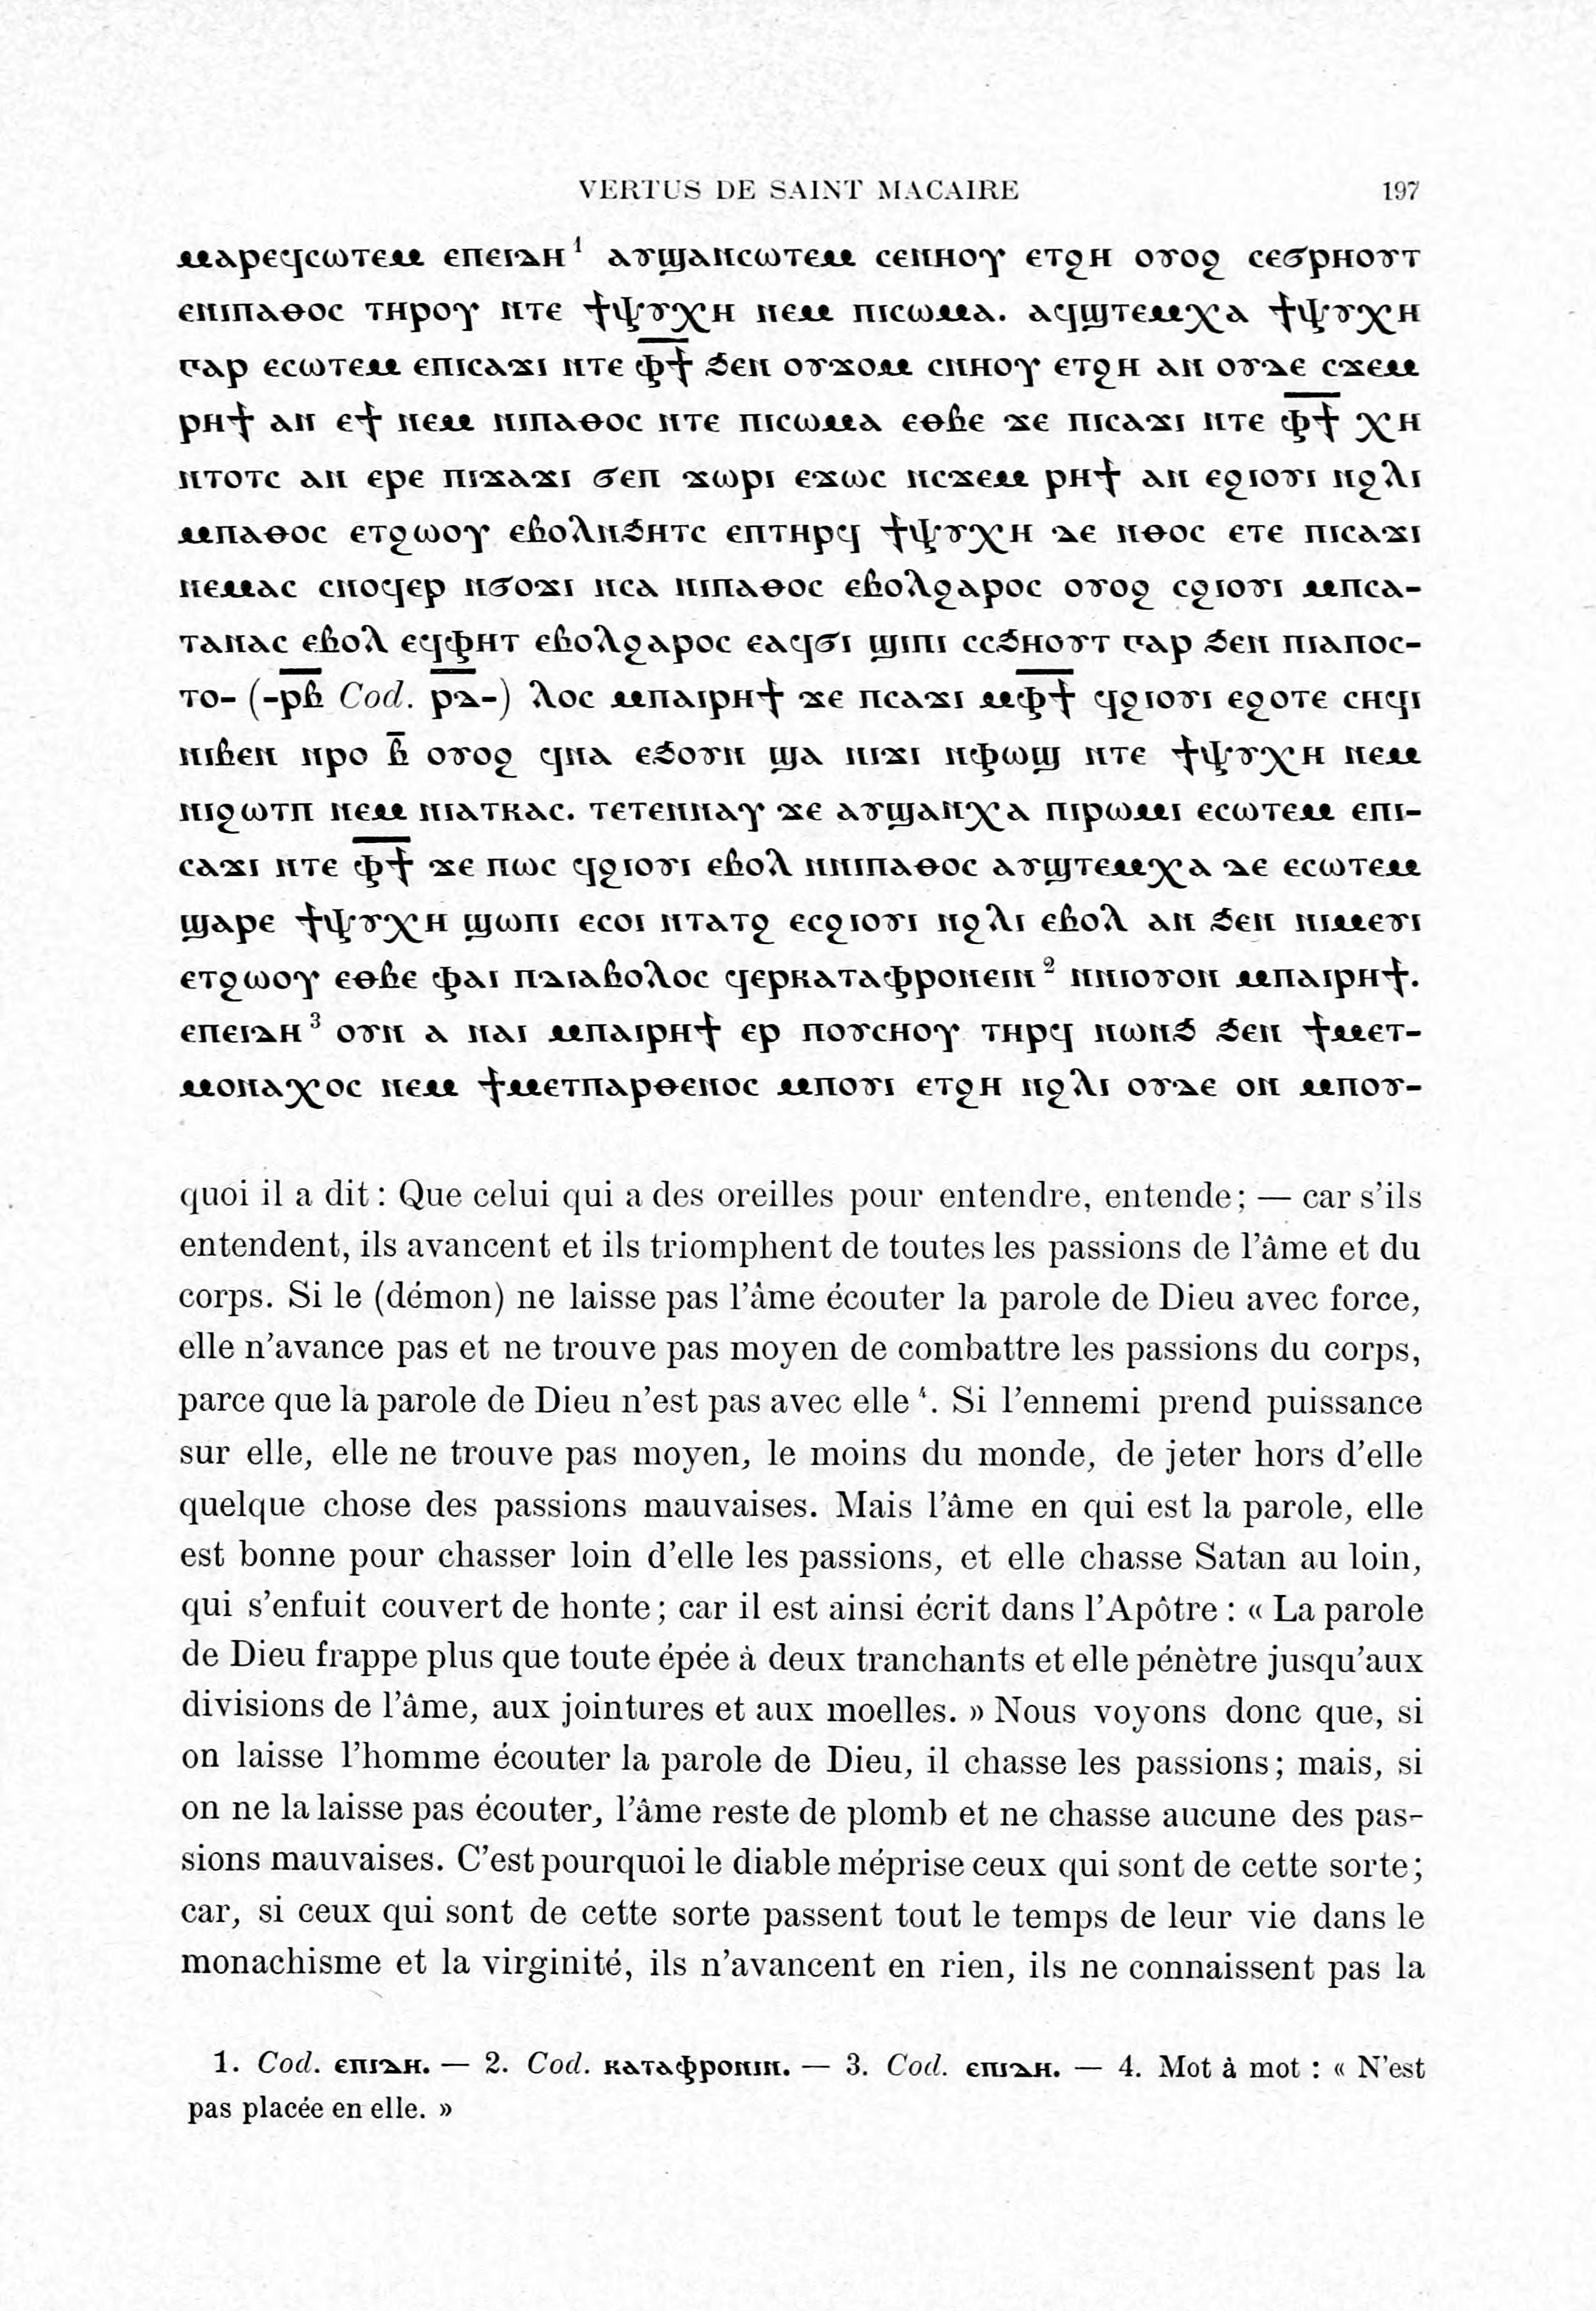 VERTUS DE SAINT MACAIRE 197
ⲙⲁⲣⲉϥⲥⲱⲧⲉⲙ ⲉⲡⲉⲓⲇⲏ¹ ⲁⲩϣⲁⲛⲥⲱⲧⲉⲙ ⲥⲉⲛⲏⲟⲩ ⲉⲧϩⲏ ⲟⲩⲟϩ ⲥⲉϭⲣⲏⲟⲩⲧ
ⲉⲛⲓⲡⲁⲑⲟⲥ ⲧⲏⲣⲟⲩ ⲛⲧⲉ ϯⲯⲩⲭⲏ ⲛⲉⲙ ⲡⲓⲥⲱⲙⲁ. ⲁϥϣⲧⲉⲙⲭⲁ ϯⲯⲩⲭⲏ
ⲅⲁⲣ ⲉⲥⲱⲧⲉⲙ ⲉⲡⲓⲥⲁϫⲓ ⲛⲧⲉ ⲫ̅ϯ̅ ϧⲉⲛ ⲟⲩϫⲟⲙ ⲥⲛⲏⲟⲩ ⲉⲧϩⲏ ⲁⲛ ⲟⲩⲇⲉ ⲥϫⲉⲙ
ⲣⲏϯ ⲁⲛ ⲉϯ ⲛⲉⲙ ⲛⲓⲡⲁⲑⲟⲥ ⲛⲧⲉ ⲡⲓⲥⲱⲙⲁ ⲉⲑⲃⲉ ϫⲉ ⲡⲓⲥⲁϫⲓ ⲛⲧⲉ ⲫ̅ϯ̅ ⲭⲏ
ⲛⲧⲟⲧⲥ ⲁⲛ ⲉⲣⲉ ⲡⲓϫⲁϫⲓ ϭⲉⲡ ϫⲱⲣⲓ ⲉϫⲱⲥ ⲛⲥϫⲉⲙ ⲣⲏϯ ⲁⲛ ⲉϩⲓⲟⲩⲓ ⲛϩⲗⲓ
ⲙⲡⲁⲑⲟⲥ ⲉⲧϩⲱⲟⲩ ⲉⲃⲟⲗⲛϧⲏⲧⲥ ⲉⲡⲧⲏⲣϥ ϯⲯⲩⲭⲏ ⲇⲉ ⲛⲑⲟⲥ ⲉⲧⲉ ⲡⲓⲥⲁϫⲓ
ⲛⲉⲙⲁⲥ ⲥⲛⲟϥⲉⲣ ⲛϭⲟϫⲓ ⲛⲥⲁ ⲛⲓⲡⲁⲑⲟⲥ ⲉⲃⲟⲗϩⲁⲣⲟⲥ ⲟⲩⲟϩ ⲥϩⲓⲟⲩⲓ ⲙⲡⲥⲁ-
ⲧⲁⲛⲁⲥ ⲉⲃⲟⲗ ⲉϥⲫⲏⲧ ⲉⲃⲟⲗϩⲁⲣⲟⲥ ⲉⲁϥϭⲓ ϣⲓⲡⲓ ⲥⲥϧⲏⲟⲩⲧ ⲅⲁⲣ ϧⲉⲛ ⲡⲓⲁⲡⲟⲥ-
ⲧⲟ- (-ⲣ̅ⲃ̅ Cod. ⲣ̅ⲇ̅-) ⲗⲟⲥ ⲙⲡⲁⲓⲣⲏϯ ϫⲉ ⲡⲥⲁϫⲓ ⲙⲫ̅ϯ̅ ϥϩⲓⲟⲩⲓ ⲉϩⲟⲧⲉ ⲥⲏϥⲓ
ⲛⲓⲃⲉⲛ ⲛⲣⲟ ⲃ̅ ⲟⲩⲟϩ ϥⲛⲁ ⲉϧⲟⲩⲛ ϣⲁ ⲛⲓϫⲓ ⲛⲫⲱϣ ⲛⲧⲉ ϯⲯⲩⲭⲏ ⲛⲉⲙ
ⲛⲓϩⲱⲧⲡ ⲛⲉⲙ ⲛⲓⲁⲧⲕⲁⲥ. ⲧⲉⲧⲉⲛⲛⲁⲩ ϫⲉ ⲁⲩϣⲁⲛⲭⲁ ⲡⲓⲣⲱⲙⲓ ⲉⲥⲱⲧⲉⲙ ⲉⲡⲓ-
ⲥⲁϫⲓ ⲛⲧⲉ ⲫ̅ϯ̅ ϫⲉ ⲡⲱⲥ ϥϩⲓⲟⲩⲓ ⲉⲃⲟⲗ ⲛⲛⲓⲡⲁⲑⲟⲥ ⲁⲩϣⲧⲉⲙⲭⲁ ⲇⲉ ⲉⲥⲱⲧⲉⲙ
ϣⲁⲣⲉ ϯⲯⲩⲭⲏ ϣⲱⲡⲓ ⲉⲥⲟⲓ ⲛⲧⲁⲧϩ ⲉⲥϩⲓⲟⲩⲓ ⲛϩⲗⲓ ⲉⲃⲟⲗ ⲁⲛ ϧⲉⲛ ⲛⲓⲙⲉⲩⲓ
ⲉⲧϩⲱⲟⲩ ⲉⲑⲃⲉ ⲫⲁⲓ ⲡⲇⲓⲁⲃⲟⲗⲟⲥ ϥⲉⲣⲕⲁⲧⲁⲫⲣⲟⲛⲉⲓⲛ² ⲛⲛⲓⲟⲩⲟⲛ ⲙⲡⲁⲓⲣⲏϯ.
ⲉⲡⲉⲓⲇⲏ³ ⲟⲩⲛ ⲁ ⲛⲁⲓ ⲙⲡⲁⲓⲣⲏϯ ⲉⲣ ⲡⲟⲩⲥⲏⲟⲩ ⲧⲏⲣϥ ⲛⲱⲛϧ ϧⲉⲛ ϯⲙⲉⲧ-
ⲙⲟⲛⲁⲭⲟⲥ ⲛⲉⲙ ϯⲙⲉⲧⲡⲁⲣⲑⲉⲛⲟⲥ ⲙⲡⲟⲩⲓ ⲉⲧϩⲏ ⲛϩⲗⲓ ⲟⲩⲇⲉ ⲟⲛ ⲙⲡⲟⲩ-
quoi il a dit : Que celui qui a des oreilles pour entendre, entende; — car s'ils
entendent, ils avancent et ils triomphent de toutes les passions de l'âme et du
corps. Si le (démon) ne laisse pas l'âme écouter la parole de Dieu avec force,
elle n'avance pas et ne trouve pas moyen de combattre les passions du corps,
parce que la parole de Dieu n'est pas avec elle⁴. Si l'ennemi prend puissance
sur elle, elle ne trouve pas moyen, le moins du monde, de jeter hors d'elle
quelque chose des passions mauvaises. Mais l'âme en qui est la parole, elle
est bonne pour chasser loin d'elle les passions, et elle chasse Satan au loin,
qui s'enfuit couvert de honte; car il est ainsi écrit dans l'Apôtre : « La parole
de Dieu frappe plus que toute épée à deux tranchants et elle pénètre jusqu'aux
divisions de l'âme, aux jointures et aux moelles. » Nous voyons donc que, si
on laisse l'homme écouter la parole de Dieu, il chasse les passions; mais, si
on ne la laisse pas écouter, l'âme reste de plomb et ne chasse aucune des pas-
sions mauvaises. C'est pourquoi le diable méprise ceux qui sont de cette sorte;
car, si ceux qui sont de cette sorte passent tout le temps de leur vie dans le
monachisme et la virginité, ils n'avancent en rien, ils ne connaissent pas la
1. Cod. ⲉⲡⲓⲇⲏ. — 2. Cod. ⲕⲁⲧⲁⲫⲣⲟⲛⲓⲛ. — 3. Cod. ⲉⲡⲓⲇⲏ. — 4. Mot à mot : « N'est
pas placée en elle. »